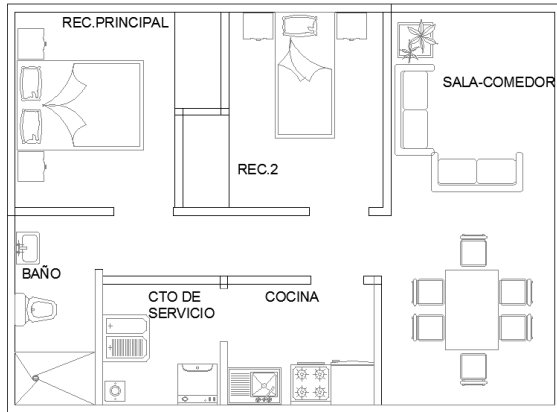 REC.PRINCIPAL
SALA-COMEDOR
REC.2
BAÑO
CTO DE
SERVICIO
COCINA